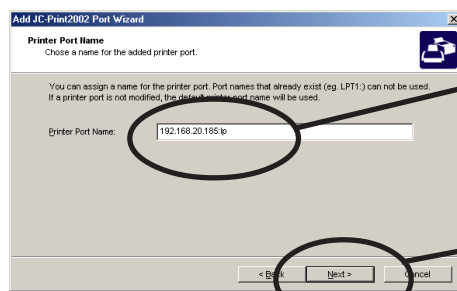 Add JC-Print2002 Port Wizard
Printer Port Name
Chose a name for the added printer port.
You can assign a name for the printer port. Port names that already exist (eg. LPT1:) can not be used.
If a printer port is not modified, the default printer port name will be used.
Printer Port Name:
192.168.20.185:lp
< Back
Next >
Cancel